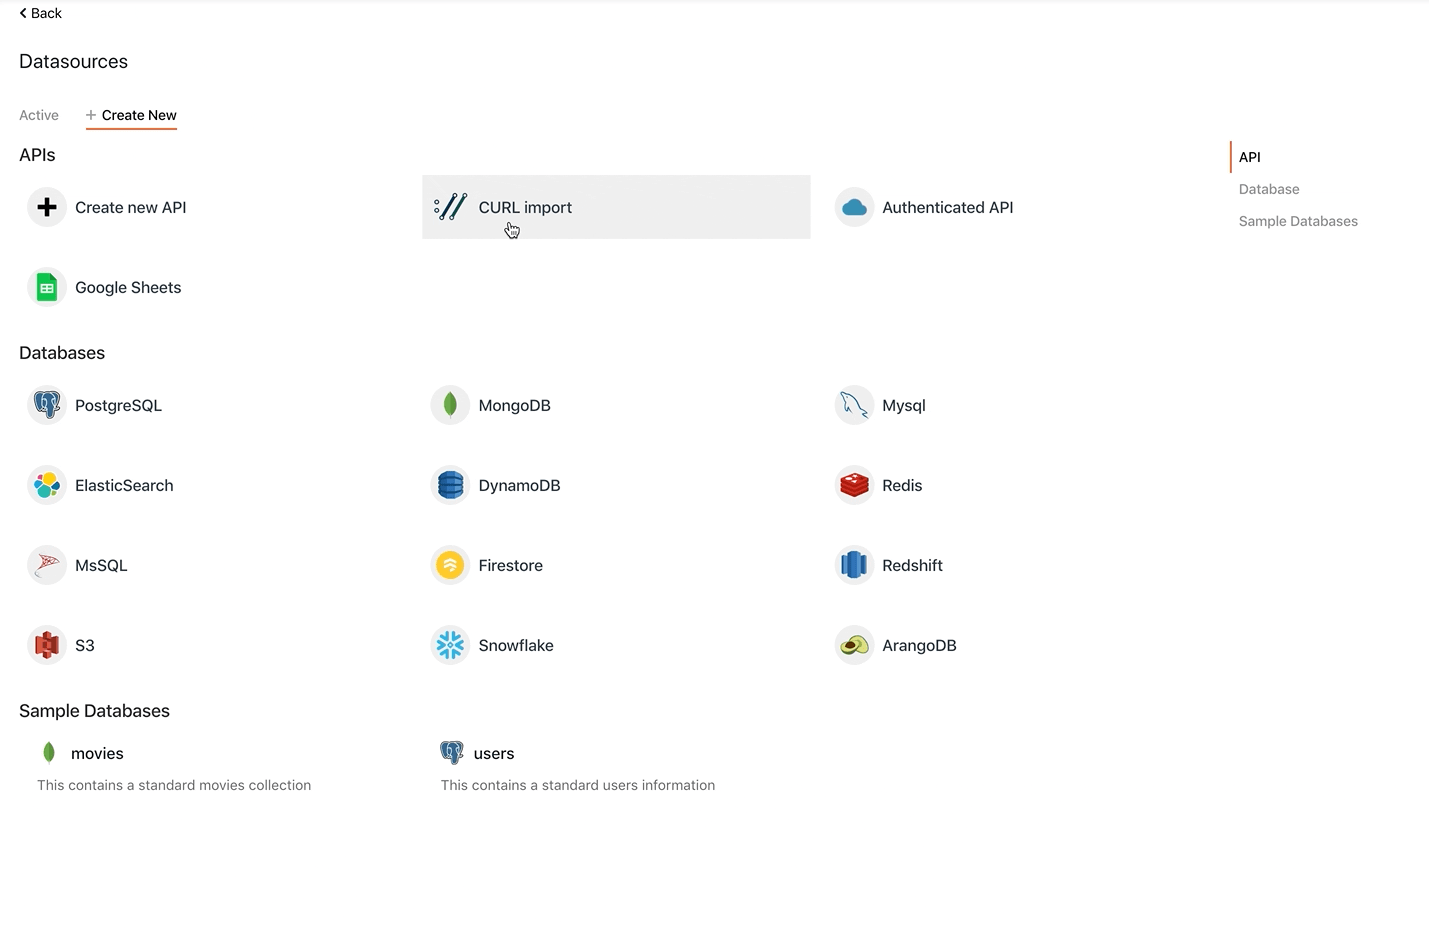 Back
Datasources
Active
Create New
APIs
Create new API
CURL import
Authenticated API
Google Sheets
Databases
PostgreSQL
MongoDB
Mysql
ElasticSearch
DynamoDB
Redis
MsSQL
Firestore
Redshift
S3
Snowflake
ArangoDB
Sample Databases
movies
This contains a standard movies collection
users
This contains a standard users information
API
Database
Sample Databases